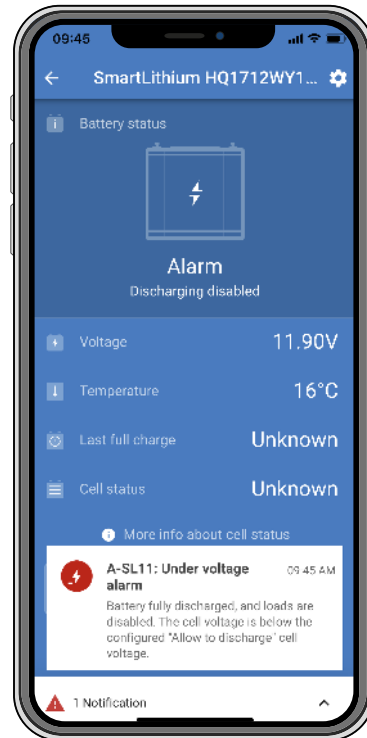 09:45
SmartLithium HQ1712WY1...
Battery status
Alarm
Discharging disabled
Voltage 11.90V
Temperature 16°C
Last full charge Unknown
Cell status Unknown
More info about cell status
A-SL11: Under voltage 09:45 AM
alarm
Battery fully discharged, and loads are
disabled. The cell voltage is below the
configured "Allow to discharge" cell
voltage.
1 Notification